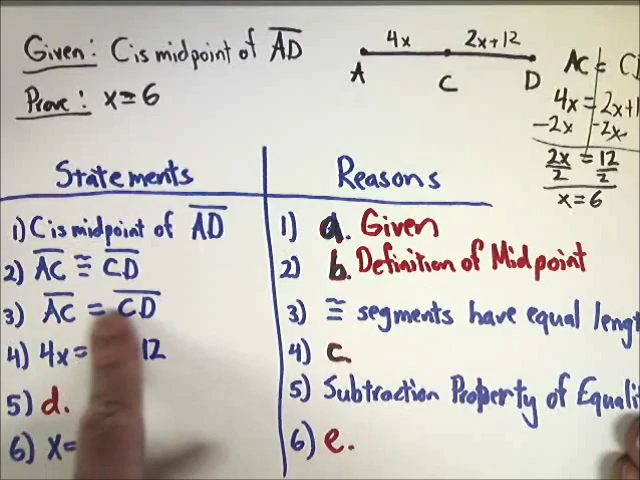 Given: C is midpoint of AD
Prove: x = 6
4x 2x+12
A C D
AC = C
4x = 2x+1
-2x -2x
2x/2 = 12/2
x = 6
Statements Reasons
1) C is midpoint of AD 1) a. Given
2) AC ≅ CD 2) b. Definition of Midpoint
3) AC = CD 3) ≅ segments have equal
4) 4x = 12 4) c.
5) d. 5) Subtraction Property of
6) x= 6) e.